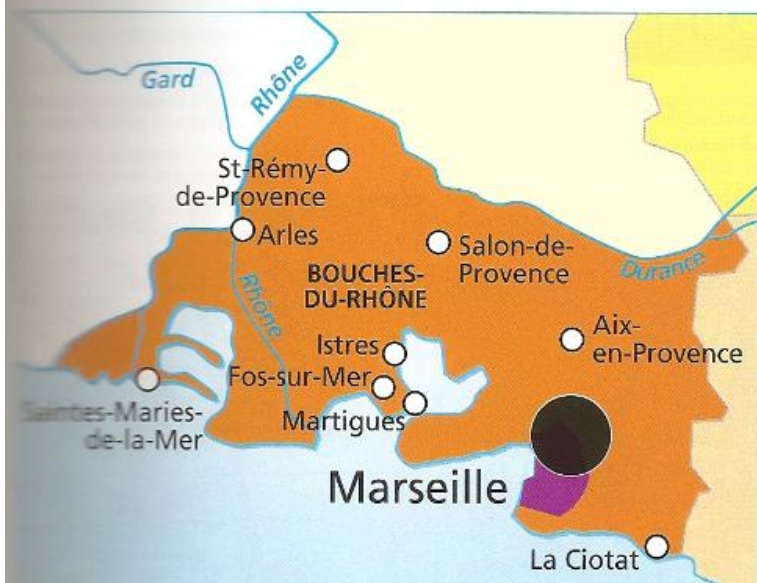 Gard
Rhône
St-Rémy-
de-Provence
Arles
Salon-de-
Provence
Durance
BOUCHES-
DU-RHÔNE
Rhône
Aix-
en-Provence
Istres
Fos-sur-Mer
Martigues
Saintes-Maries-
de-la-Mer
Marseille
La Ciotat